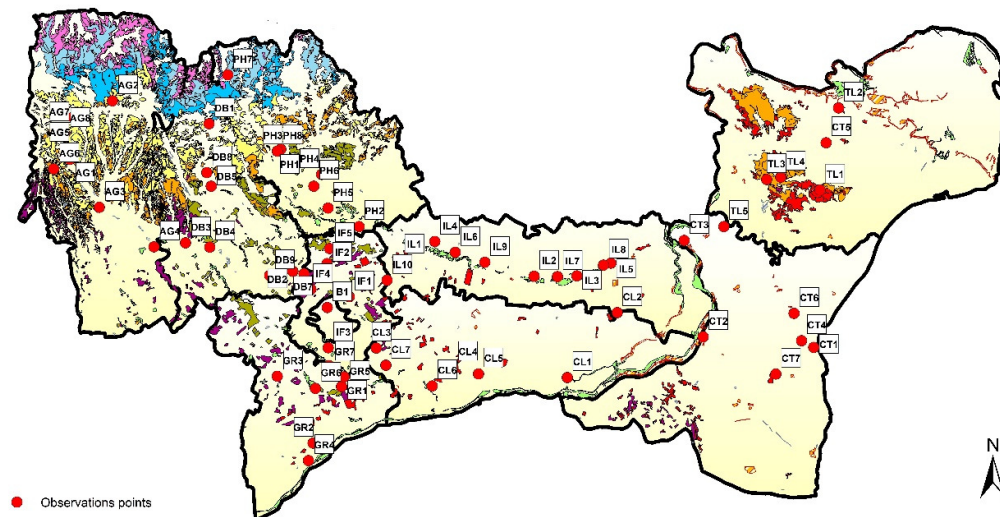 PH7
AG2
TL2
DB1
AG7
AG8
CT5
AG5
PH3
PH8
DB8
PH4
AG6
PH1
TL3
TL4
AG1
PH6
DB5
TL1
AG3
PH5
PH2
TL5
CT3
IF5
IL4
DB3
DB4
IL1
IL6
IL9
IL8
AG4
IF2
DB9
IL10
IL2
IL7
IL5
IF4
IF1
IL3
DB2
DB7
B1
CL2
CT6
CT2
CT4
IF3
CL3
GR7
CL7
CL4
CT1
GR3
CL5
CL1
CT7
GR6
GR5
CL6
GR1
GR2
GR4
N
Observations points